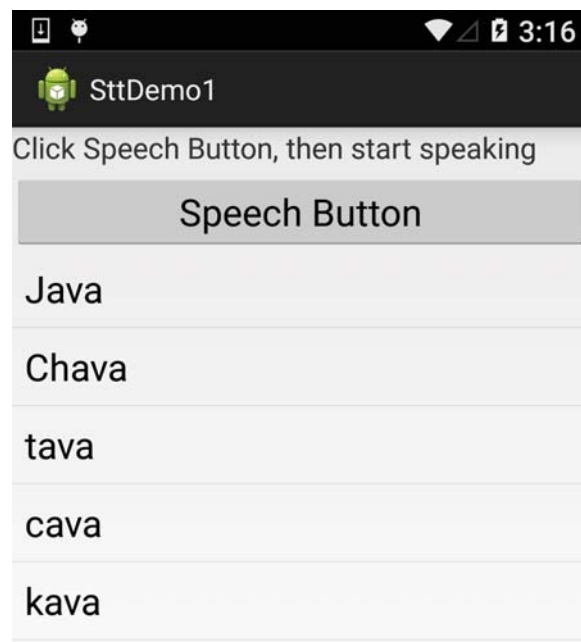 3:16
SttDemo1
Click Speech Button, then start speaking
Speech Button
Java
Chava
tava
cava
kava